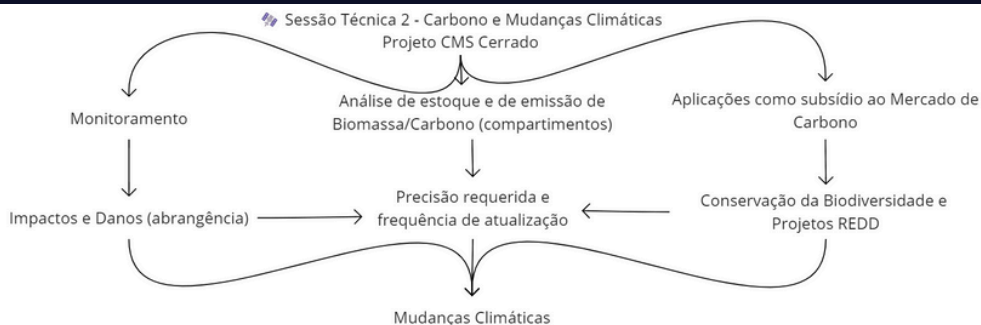 Sessão Técnica 2 - Carbono e Mudanças Climáticas
Projeto CMS Cerrado
Monitoramento
Análise de estoque e de emissão de
Biomassa/Carbono (compartimentos)
Aplicações como subsídio ao Mercado de
Carbono
Impactos e Danos (abrangência)
Precisão requerida e
frequência de atualização
Conservação da Biodiversidade e
Projetos REDD
Mudanças Climáticas